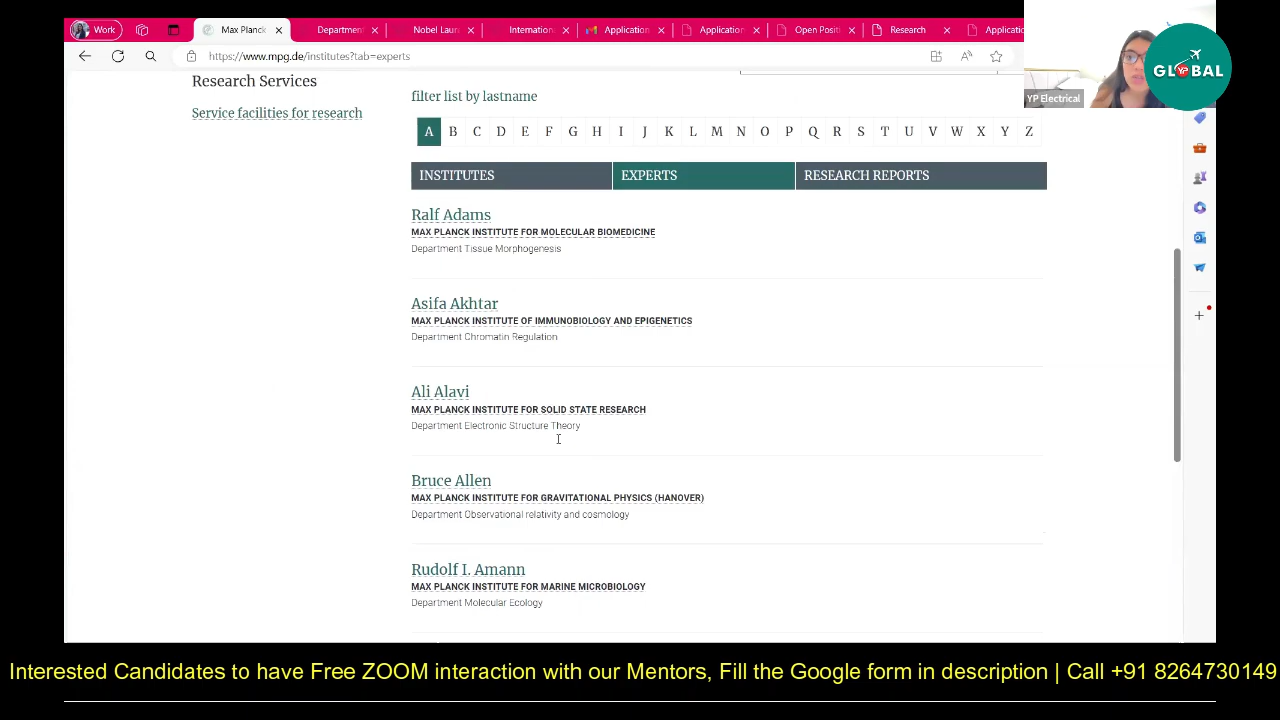 Work
Max Planck
Department
Nobel Laur
Internation
Application
Application
Open Positi
Research
Applicatio
https://www.mpg.de/institutes?tab=experts
YP GLOBAL
YP Electrical
Research Services
Service facilities for research
filter list by lastname
A B C D E F G H I J K L M N O P Q R S T U V W X Y Z
INSTITUTES EXPERTS RESEARCH REPORTS
Ralf Adams
MAX PLANCK INSTITUTE FOR MOLECULAR BIOMEDICINE
Department Tissue Morphogenesis
Asifa Akhtar
MAX PLANCK INSTITUTE OF IMMUNOBIOLOGY AND EPIGENETICS
Department Chromatin Regulation
Ali Alavi
MAX PLANCK INSTITUTE FOR SOLID STATE RESEARCH
Department Electronic Structure Theory
Bruce Allen
MAX PLANCK INSTITUTE FOR GRAVITATIONAL PHYSICS (HANOVER)
Department Observational relativity and cosmology
Rudolf I. Amann
MAX PLANCK INSTITUTE FOR MARINE MICROBIOLOGY
Department Molecular Ecology
Interested Candidates to have Free ZOOM interaction with our Mentors, Fill the Google form in description | Call +91 8264730149